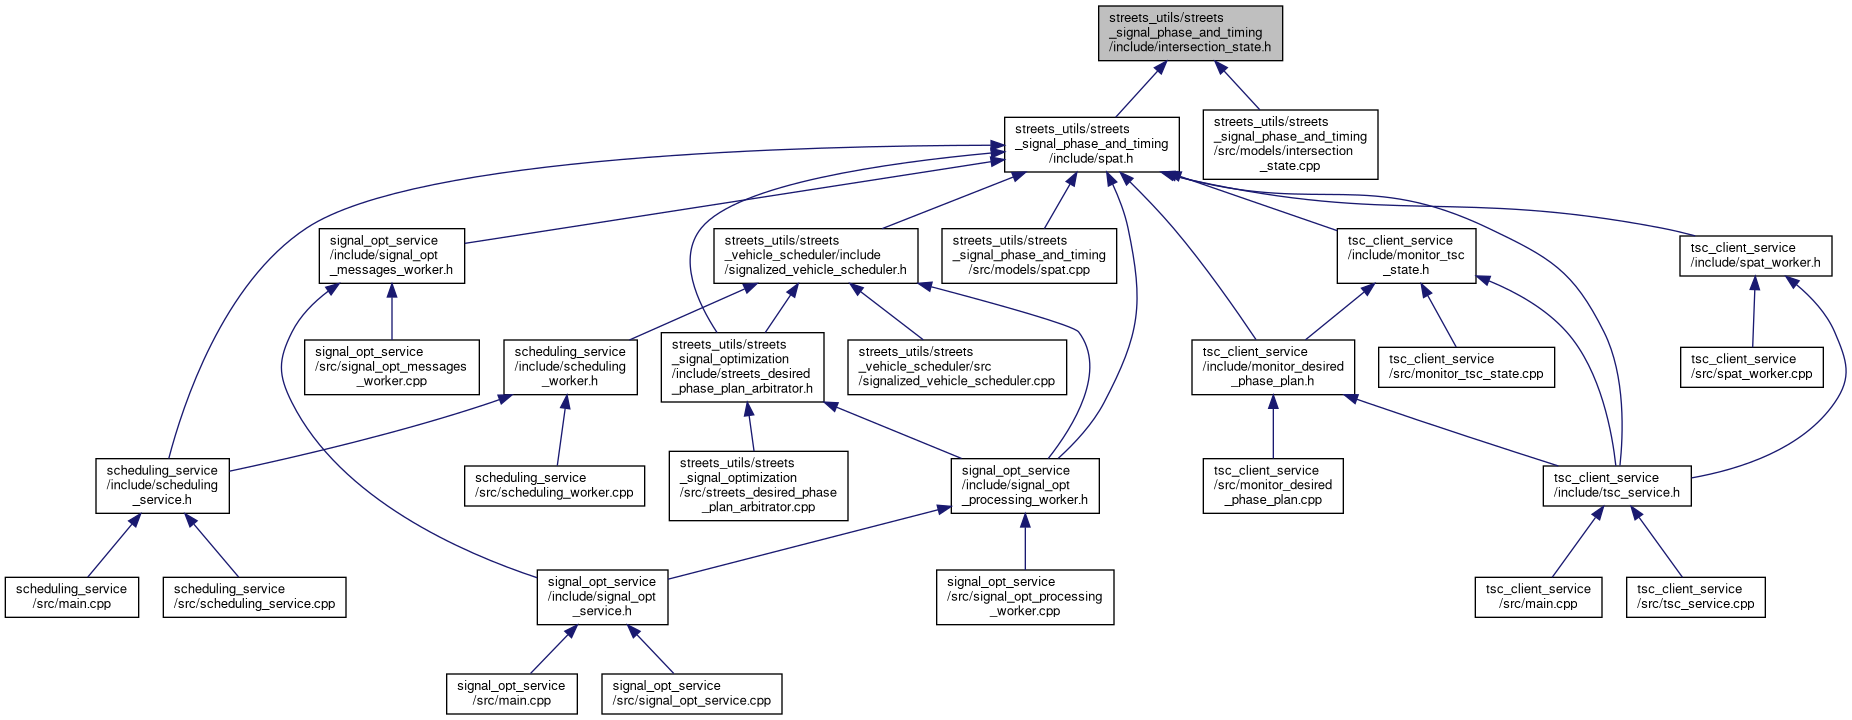 streets_utils/streets
_signal_phase_and_timing
/include/intersection_state.h
streets_utils/streets
_signal_phase_and_timing
/include/spat.h
streets_utils/streets
_signal_phase_and_timing
/src/models/intersection
_state.cpp
signal_opt_service
/include/signal_opt
_messages_worker.h
streets_utils/streets
_vehicle_scheduler/include
/signalized_vehicle_scheduler.h
streets_utils/streets
_signal_phase_and_timing
/src/models/spat.cpp
tsc_client_service
/include/monitor_tsc
_state.h
tsc_client_service
/include/spat_worker.h
signal_opt_service
/src/signal_opt_messages
_worker.cpp
scheduling_service
/include/scheduling
_worker.h
streets_utils/streets
_signal_optimization
/include/streets_desired
_phase_plan_arbitrator.h
streets_utils/streets
_vehicle_scheduler/src
/signalized_vehicle_scheduler.cpp
tsc_client_service
/include/monitor_desired
_phase_plan.h
tsc_client_service
/src/monitor_tsc_state.cpp
tsc_client_service
/src/spat_worker.cpp
scheduling_service
/include/scheduling
_service.h
scheduling_service
/src/scheduling_worker.cpp
streets_utils/streets
_signal_optimization
/src/streets_desired_phase
_plan_arbitrator.cpp
signal_opt_service
/include/signal_opt
_processing_worker.h
tsc_client_service
/src/monitor_desired
_phase_plan.cpp
tsc_client_service
/include/tsc_service.h
scheduling_service
/src/main.cpp
scheduling_service
/src/scheduling_service.cpp
signal_opt_service
/include/signal_opt
_service.h
signal_opt_service
/src/signal_opt_processing
_worker.cpp
tsc_client_service
/src/main.cpp
tsc_client_service
/src/tsc_service.cpp
signal_opt_service
/src/main.cpp
signal_opt_service
/src/signal_opt_service.cpp